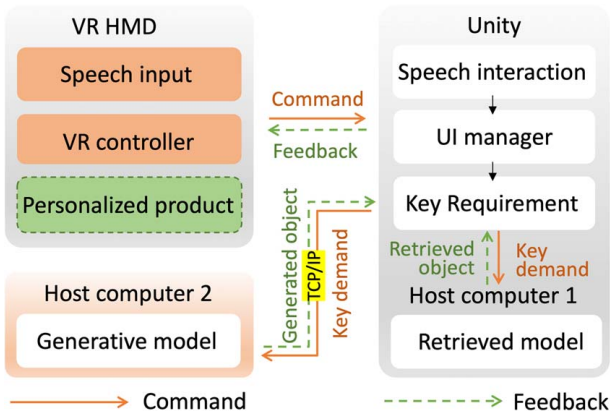 VR HMD
Speech input
VR controller
Personalized product
Command
Feedback
Unity
Speech interaction
UI manager
Key Requirement
Retrieved
object
Key
demand
Host computer 1
Retrieved model
Generated object
TCP/IP
Key demand
Host computer 2
Generative model
Command
Feedback